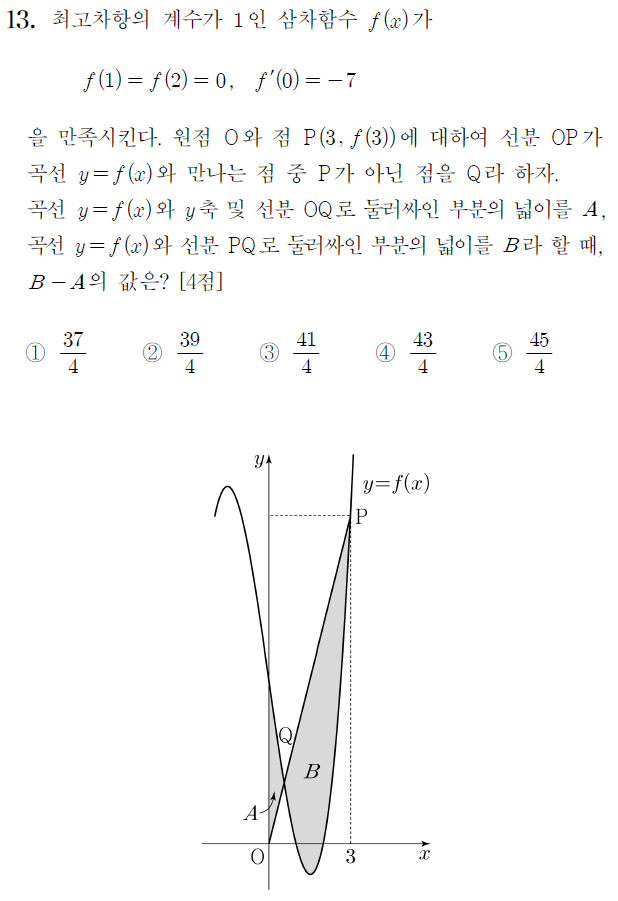 13. 최고차항의 계수가 1인 삼차함수 f(x)가
f(1)=f(2)=0, f′(0)=−7
을 만족시킨다. 원점 O와 점 P(3, f(3))에 대하여 선분 OP가
곡선 y=f(x)와 만나는 점 중 P가 아닌 점을 Q라 하자.
곡선 y=f(x)와 y축 및 선분 OQ로 둘러싸인 부분의 넓이를 A,
곡선 y=f(x)와 선분 PQ로 둘러싸인 부분의 넓이를 B라 할 때,
B−A의 값은? [4점]
① 37/4 ② 39/4 ③ 41/4 ④ 43/4 ⑤ 45/4
y
y=f(x)
P
Q
B
A
O 3 x